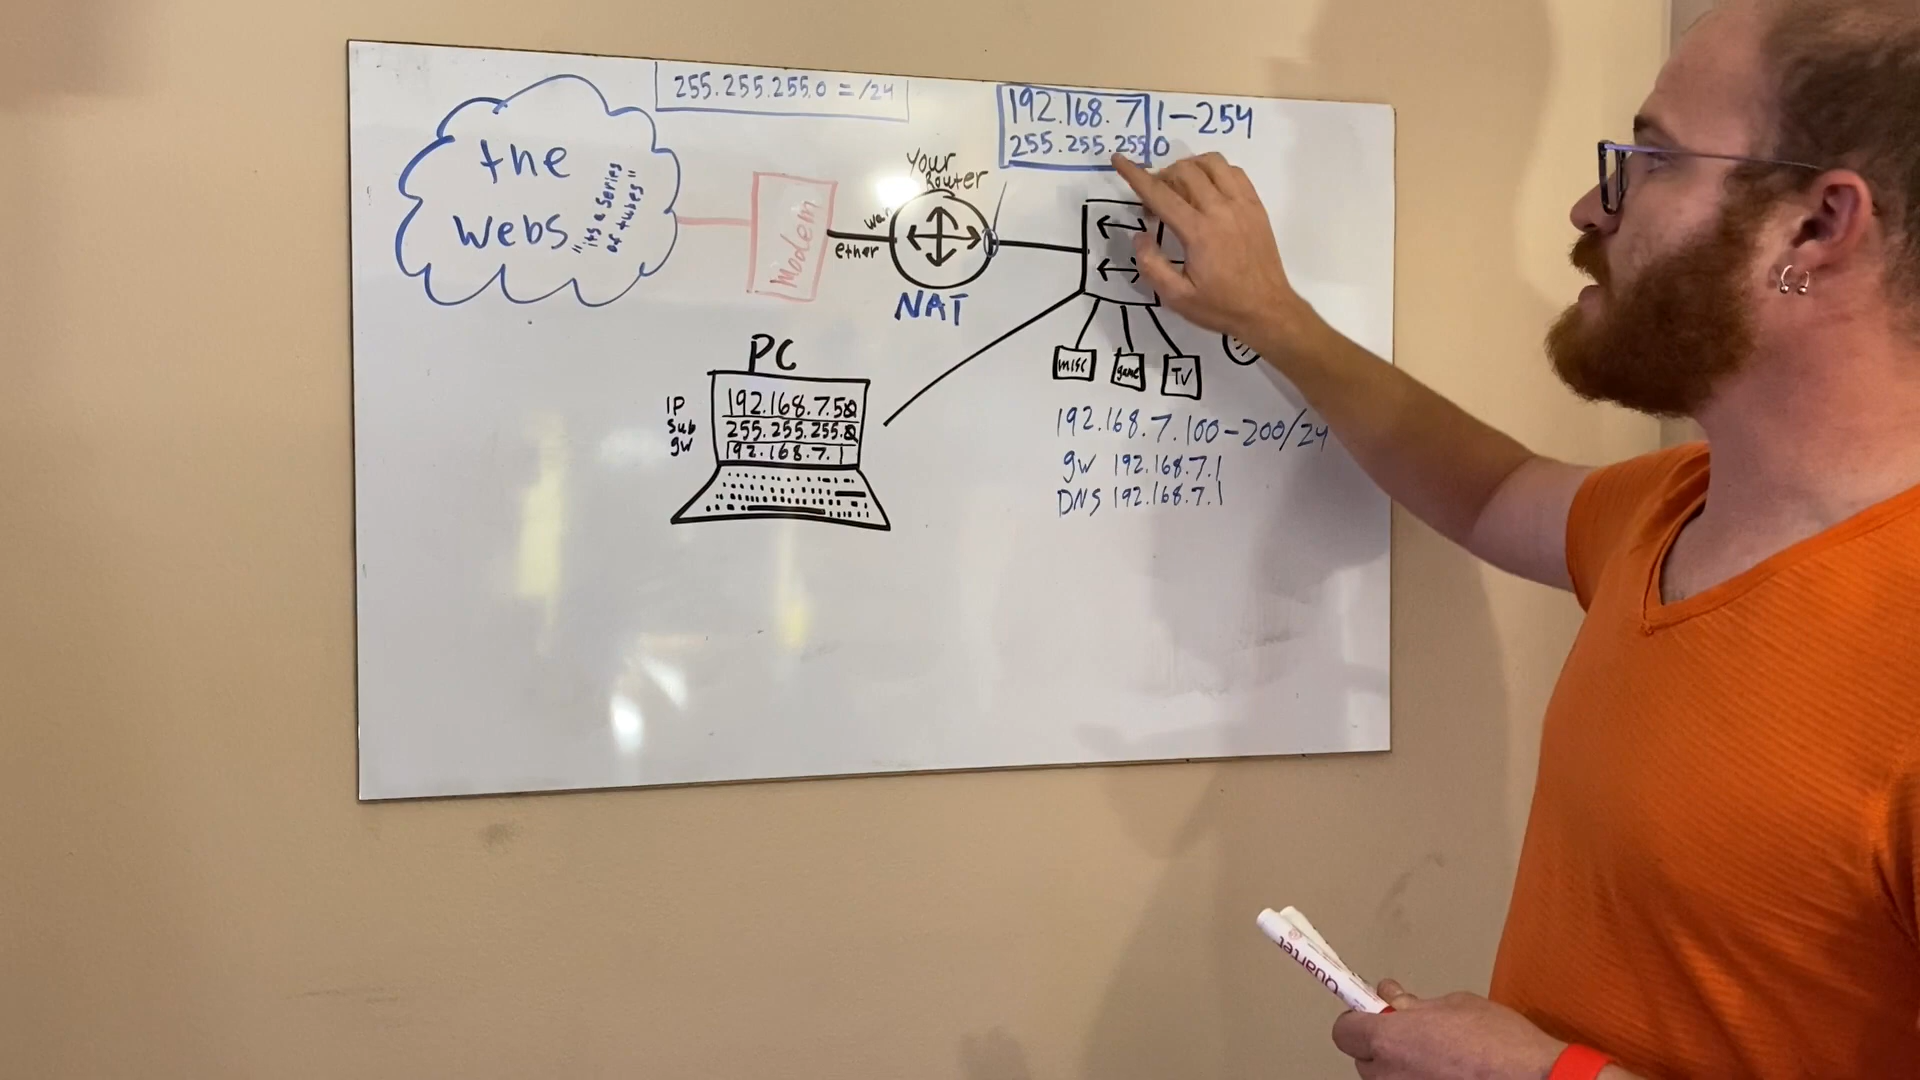 255.255.255.0 = /24
192.168.7 1-254
255.255.255 0
the
webs
"its a series
of tubes"
Modem
wan
ether
Your
Router
NAT
PC
IP 192.168.7.50
Sub 255.255.255.0
gw 192.168.7.1
misc
game
TV
192.168.7.100-200/24
gw 192.168.7.1
DNS 192.168.7.1
Quartet